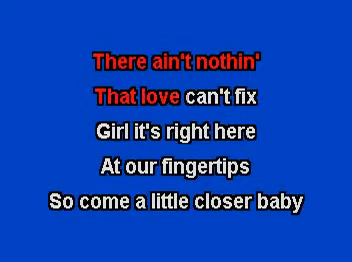 There ain't nothin'
That love can't fix
Girl it's right here
At our fingertips
So come a little closer baby